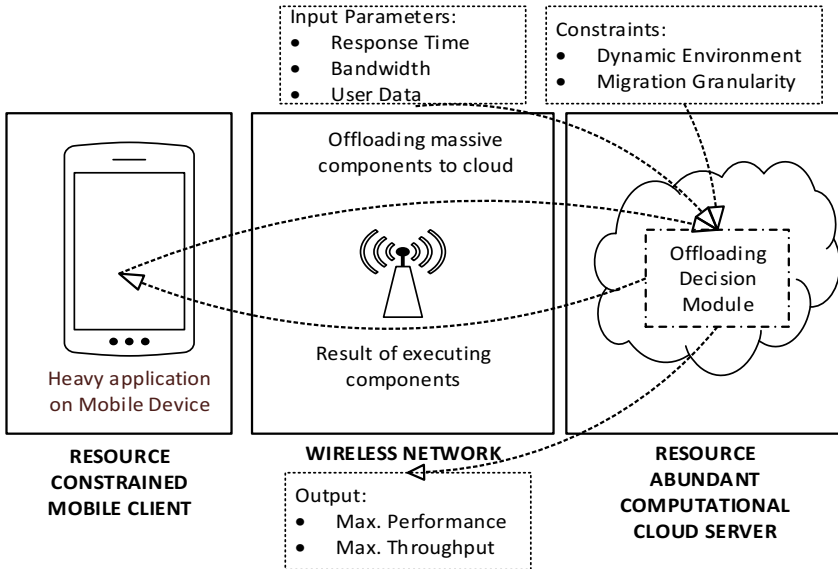 Input Parameters:
● Response Time
● Bandwidth
● User Data
Constraints:
● Dynamic Environment
● Migration Granularity
Offloading massive
components to cloud
Offloading
Decision
Module
Result of executing
components
Heavy application
on Mobile Device
RESOURCE
CONSTRAINED
MOBILE CLIENT
WIRELESS NETWORK
RESOURCE
ABUNDANT
COMPUTATIONAL
CLOUD SERVER
Output:
● Max. Performance
● Max. Throughput